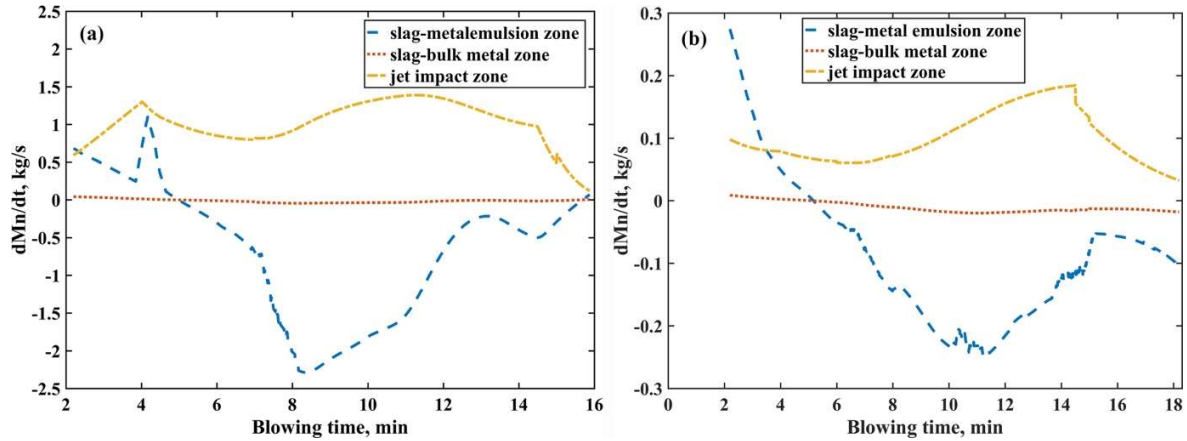 (a)
slag-metalemulsion zone
slag-bulk metal zone
jet impact zone
2.5
2
1.5
1
0.5
0
-0.5
-1
-1.5
-2
-2.5
dMn/dt, kg/s
2 4 6 8 10 12 14 16
Blowing time, min
(b)
slag-metal emulsion zone
slag-bulk metal zone
jet impact zone
0.3
0.2
0.1
0
-0.1
-0.2
-0.3
dMn/dt, kg/s
0 2 4 6 8 10 12 14 16 18
Blowing time, min